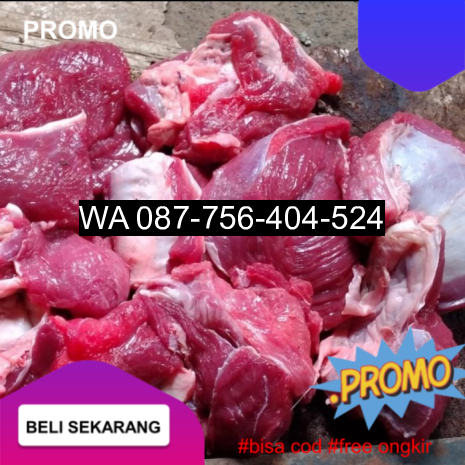 PROMO
WA 087-756-404-524
.PROMO
BELI SEKARANG
#bisa cod #free ongkir